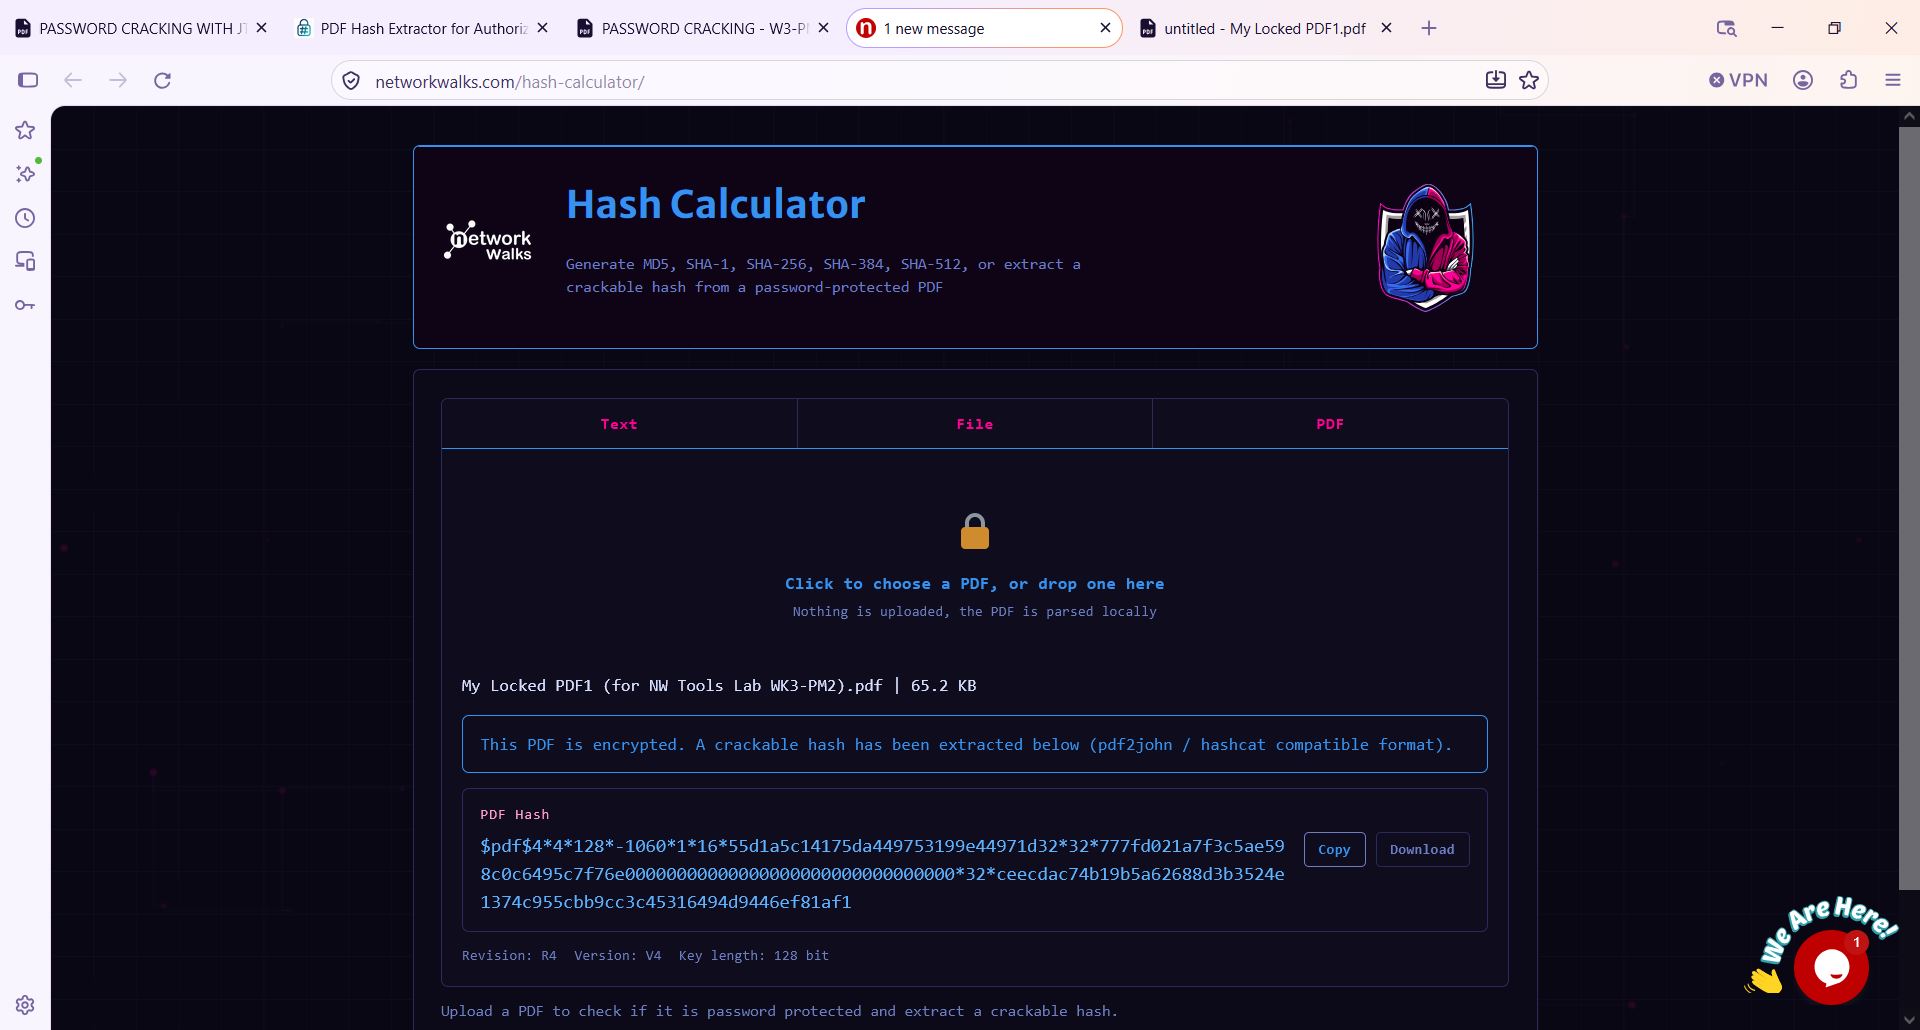 PASSWORD CRACKING WITH JT
PDF Hash Extractor for Authoriz
PASSWORD CRACKING - W3-P
1 new message
untitled - My Locked PDF1.pdf
networkwalks.com/hash-calculator/
VPN
network
Walks
Hash Calculator
Generate MD5, SHA-1, SHA-256, SHA-384, SHA-512, or extract a
crackable hash from a password-protected PDF
Text
File
PDF
Click to choose a PDF, or drop one here
Nothing is uploaded, the PDF is parsed locally
My Locked PDF1 (for NW Tools Lab WK3-PM2).pdf | 65.2 KB
This PDF is encrypted. A crackable hash has been extracted below (pdf2john / hashcat compatible format).
PDF Hash
$pdf$4*4*128*-1060*1*16*55d1a5c14175da449753199e44971d32*32*777fd021a7f3c5ae59
8c0c6495c7f76e00000000000000000000000000000000*32*ceecdac74b19b5a62688d3b3524e
1374c955cbb9cc3c45316494d9446ef81af1
Copy
Download
Revision: R4 Version: V4 Key length: 128 bit
We Are Here!
1
Upload a PDF to check if it is password protected and extract a crackable hash.